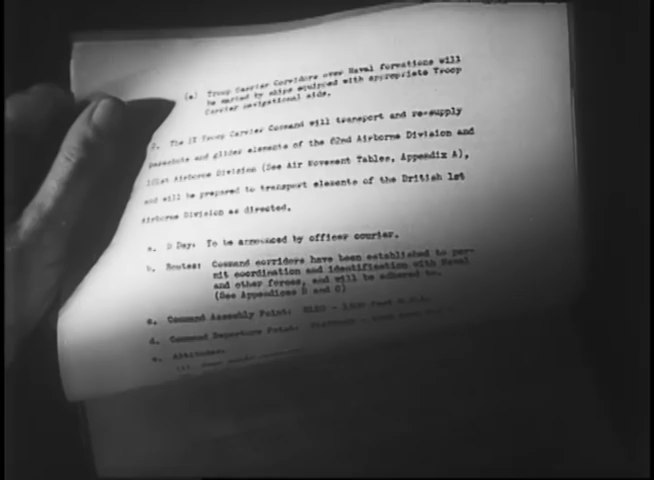 (a) Troop Carrier Corridors over Naval formations will
be marked by ships equipped with appropriate Troop
Carrier navigational aids.
2. The IX Troop Carrier Command will transport and re-supply
parachute and glider elements of the 82nd Airborne Division and
101st Airborne Division (See Air Movement Tables, Appendix A),
and will be prepared to transport elements of the British 1st
Airborne Division as directed.
a. D Day: To be announced by officer courier.
b. Routes: Command corridors have been established to per-
mit coordination and identification with Naval
and other forces, and will be adhered to.
(See Appendices B and C)
c. Command Assembly Point:
d. Command Departure Point:
e. Altitudes.